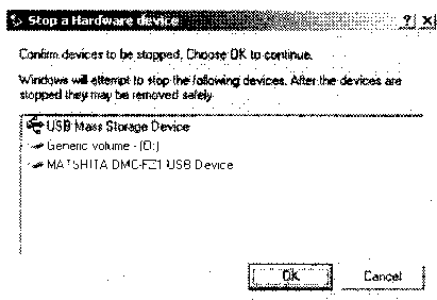 Stop a Hardware device
? X
Confirm devices to be stopped, Choose OK to continue.
Windows will attempt to stop the following devices. After the devices are
stopped they may be removed safely.
USB Mass Storage Device
Generic volume - (D:)
MATSHITA DMC-FZ1 USB Device
OK
Cancel